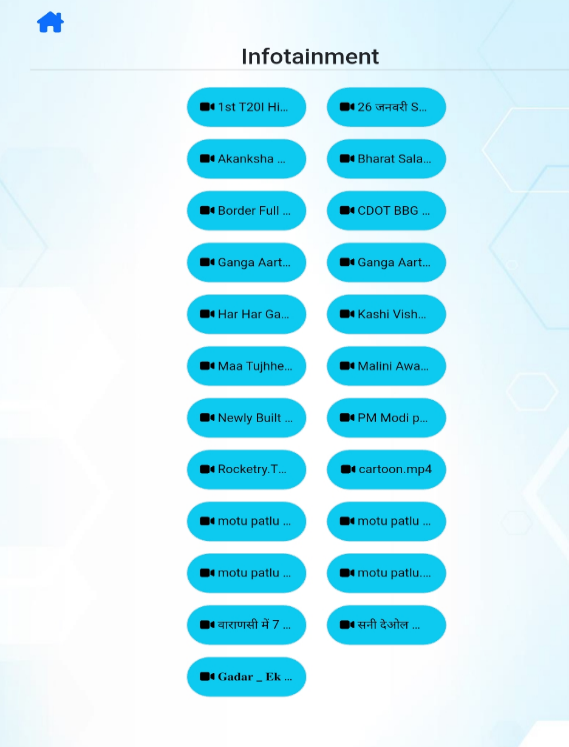 Infotainment
1st T20I Hi...
26 जनवरी S...
Akanksha ...
Bharat Sala...
Border Full ...
CDOT BBG ...
Ganga Aart...
Ganga Aart...
Har Har Ga...
Kashi Vish...
Maa Tujhhe...
Malini Awa...
Newly Built ...
PM Modi p...
Rocketry.T...
cartoon.mp4
motu patlu ...
motu patlu ...
motu patlu ...
motu patlu....
वाराणसी में 7 ...
सनी देओल ...
Gadar _ Ek ...